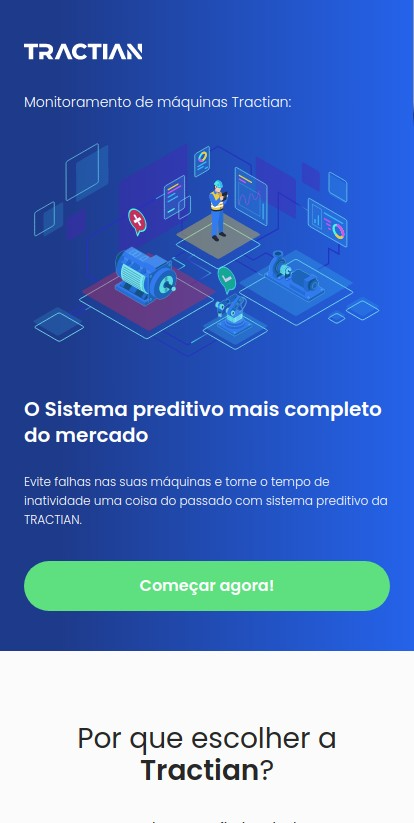 TRACTIAN
Monitoramento de máquinas Tractian:
O Sistema preditivo mais completo
do mercado
Evite falhas nas suas máquinas e torne o tempo de
inatividade uma coisa do passado com sistema preditivo da
TRACTIAN.
Começar agora!
Por que escolher a
Tractian?